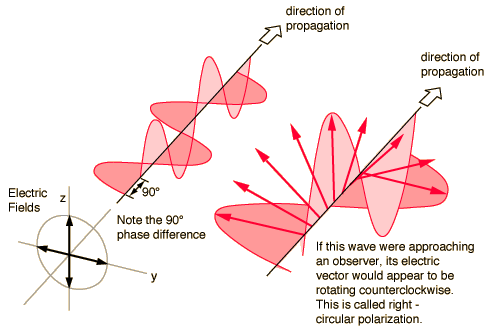 direction of
propagation
direction of
propagation
90°
Electric
Fields
z
Note the 90°
phase difference
y
If this wave were approaching
an observer, its electric
vector would appear to be
rotating counterclockwise.
This is called right -
circular polarization.